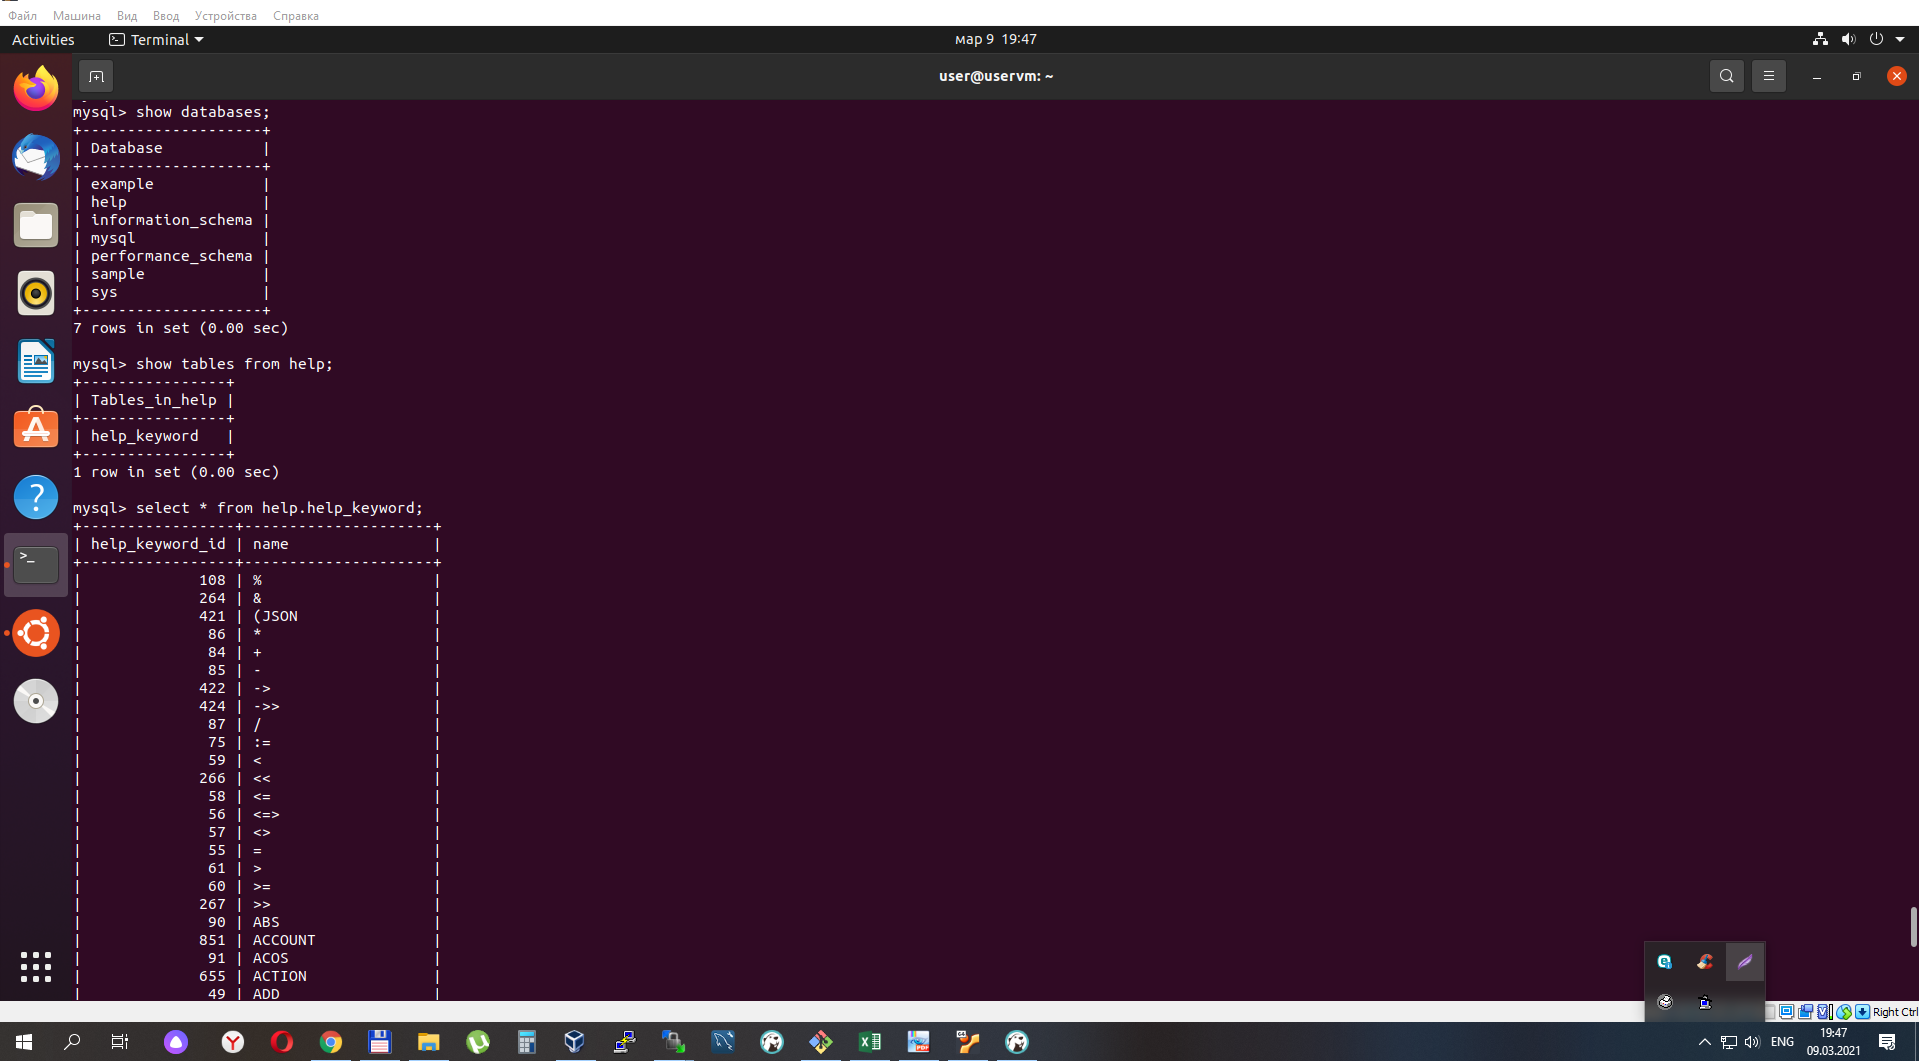 Файл Машина Вид Ввод Устройства Справка
Activities Terminal мар 9 19:47
user@uservm: ~
mysql> show databases;
+--------------------+
| Database           |
+--------------------+
| example            |
| help               |
| information_schema |
| mysql              |
| performance_schema |
| sample             |
| sys                |
+--------------------+
7 rows in set (0.00 sec)
mysql> show tables from help;
+----------------+
| Tables_in_help |
+----------------+
| help_keyword   |
+----------------+
1 row in set (0.00 sec)
mysql> select * from help.help_keyword;
+-----------------+---------------------+
| help_keyword_id | name                |
+-----------------+---------------------+
|             108 | %                   |
|             264 | &                   |
|             421 | (JSON               |
|              86 | *                   |
|              84 | +                   |
|              85 | -                   |
|             422 | ->                  |
|             424 | ->>                 |
|              87 | /                   |
|              75 | :=                  |
|              59 | <                   |
|             266 | <<                  |
|              58 | <=                  |
|              56 | <=>                 |
|              57 | <>                  |
|              55 | =                   |
|              61 | >                   |
|              60 | >=                  |
|             267 | >>                  |
|              90 | ABS                 |
|             851 | ACCOUNT             |
|              91 | ACOS                |
|             655 | ACTION              |
|              49 | ADD                 |
Right Ctrl
ENG
19:47
09.03.2021